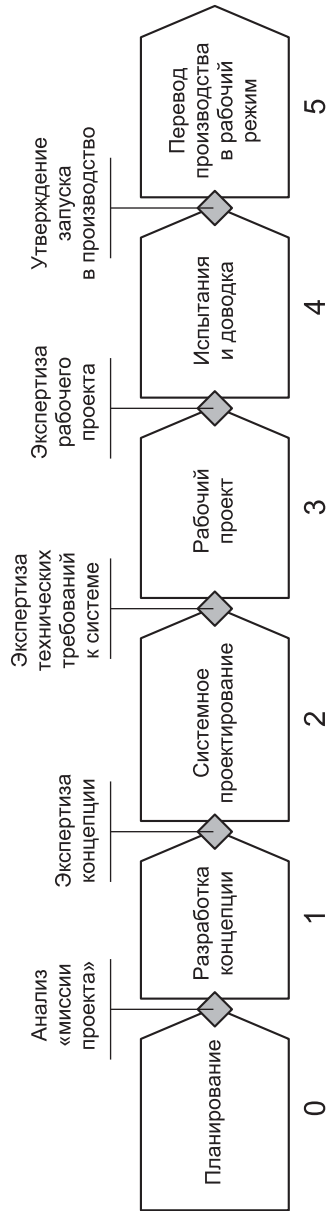 Анализ
«миссии
проекта»
Экспертиза
концепции
Экспертиза
технических
требований
к системе
Экспертиза
рабочего
проекта
Утверждение
запуска
в производство
Планирование
Разработка
концепции
Системное
проектирование
Рабочий
проект
Испытания
и доводка
Перевод
производства
в рабочий
режим
0
1
2
3
4
5